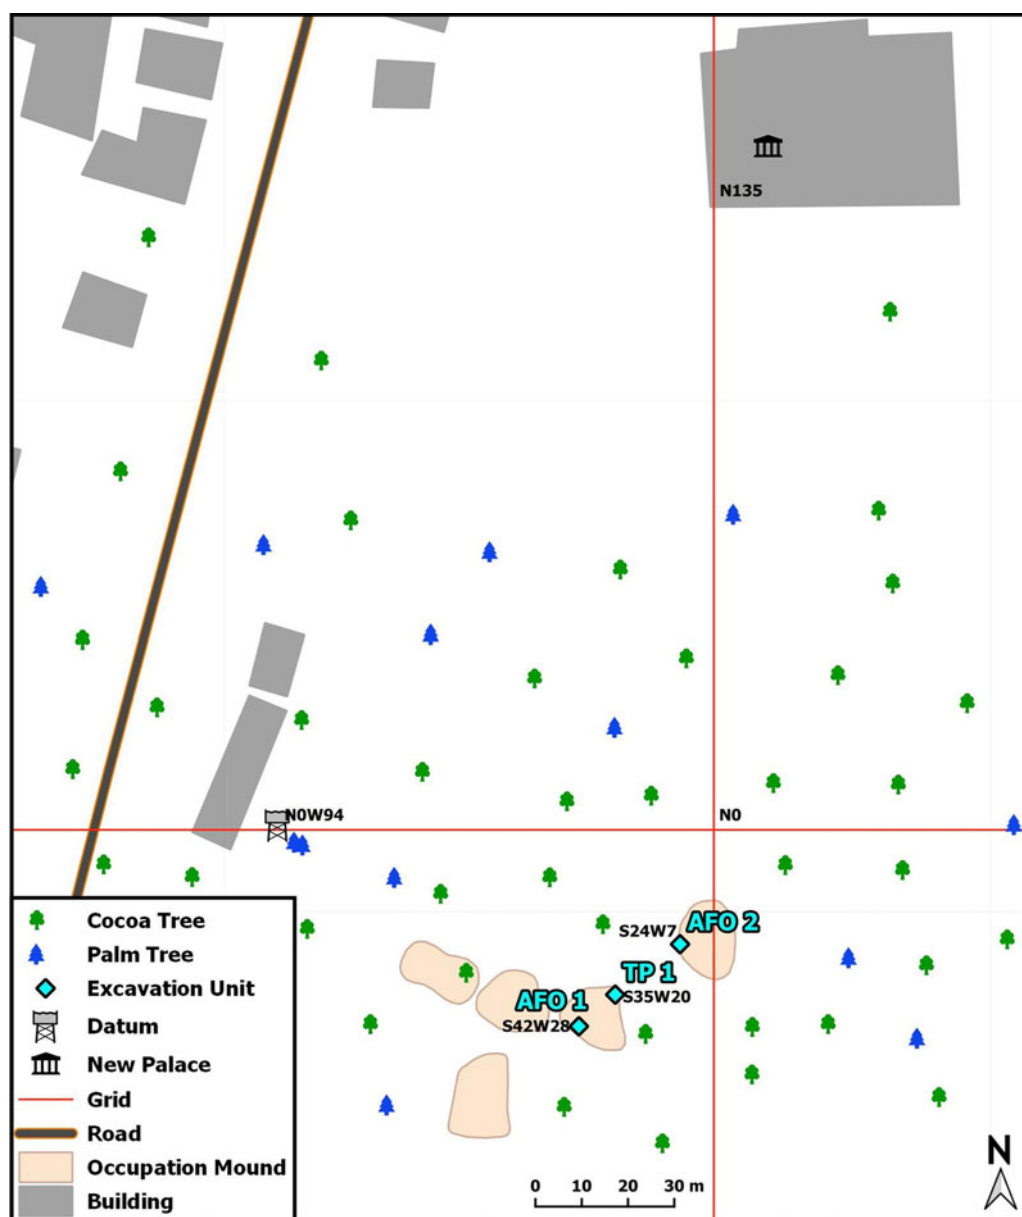 N135
N0W94
N0
S24W7
AFO 2
TP 1
S35W20
AFO 1
S42W28
Cocoa Tree
Palm Tree
Excavation Unit
Datum
New Palace
Grid
Road
Occupation Mound
Building
0 10 20 30 m
N